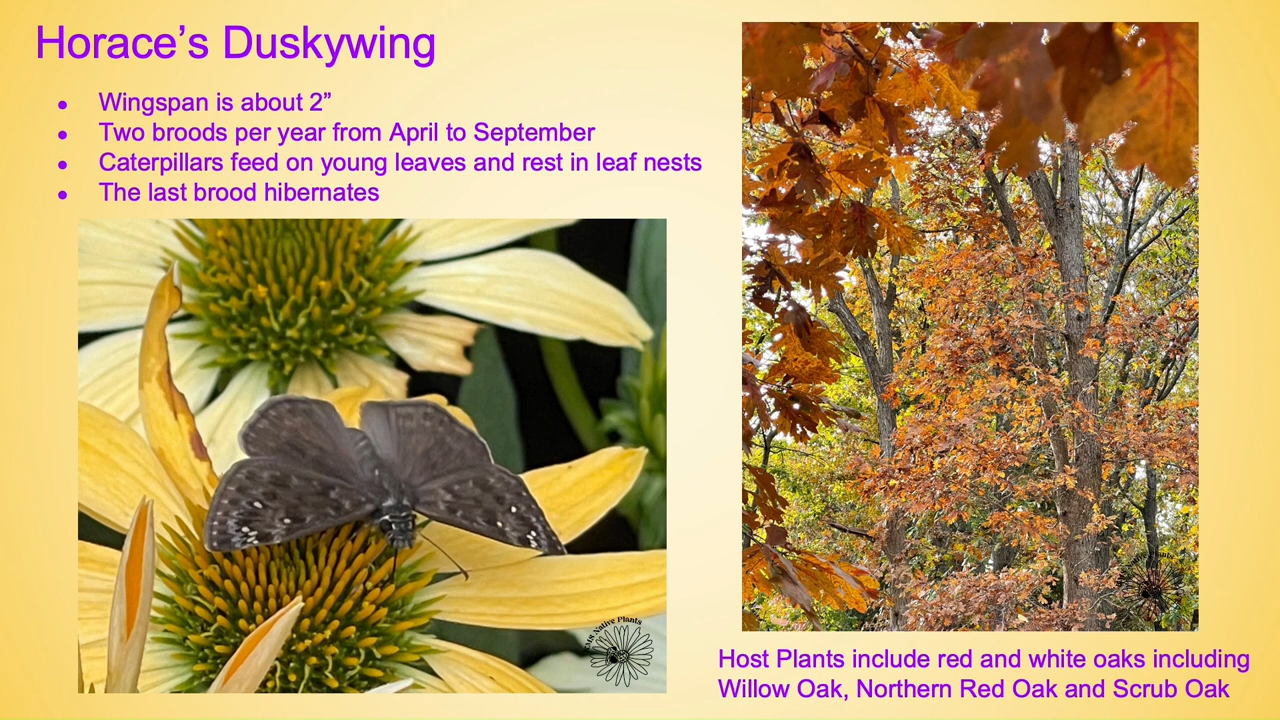 Horace’s Duskywing
● Wingspan is about 2”
● Two broods per year from April to September
● Caterpillars feed on young leaves and rest in leaf nests
● The last brood hibernates
Native Plants
Host Plants include red and white oaks including
Willow Oak, Northern Red Oak and Scrub Oak